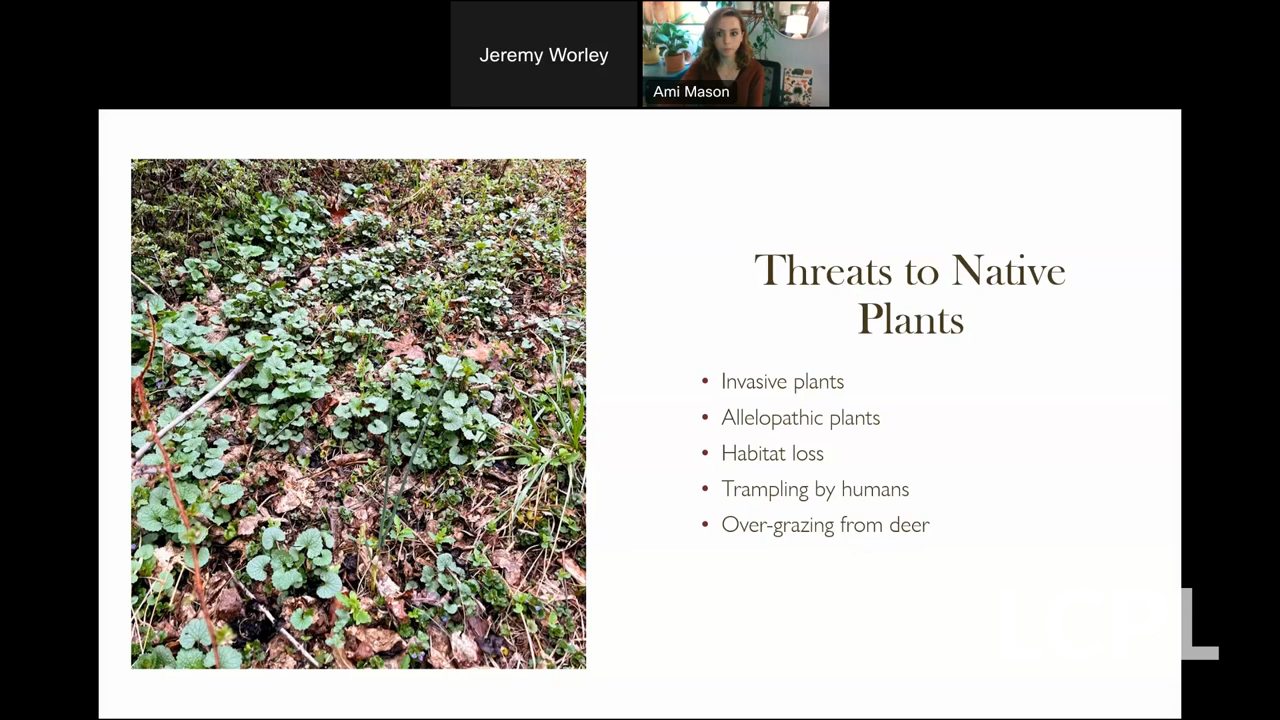 Jeremy Worley
Ami Mason
Threats to Native
Plants
• Invasive plants
• Allelopathic plants
• Habitat loss
• Trampling by humans
• Over-grazing from deer
LCPL